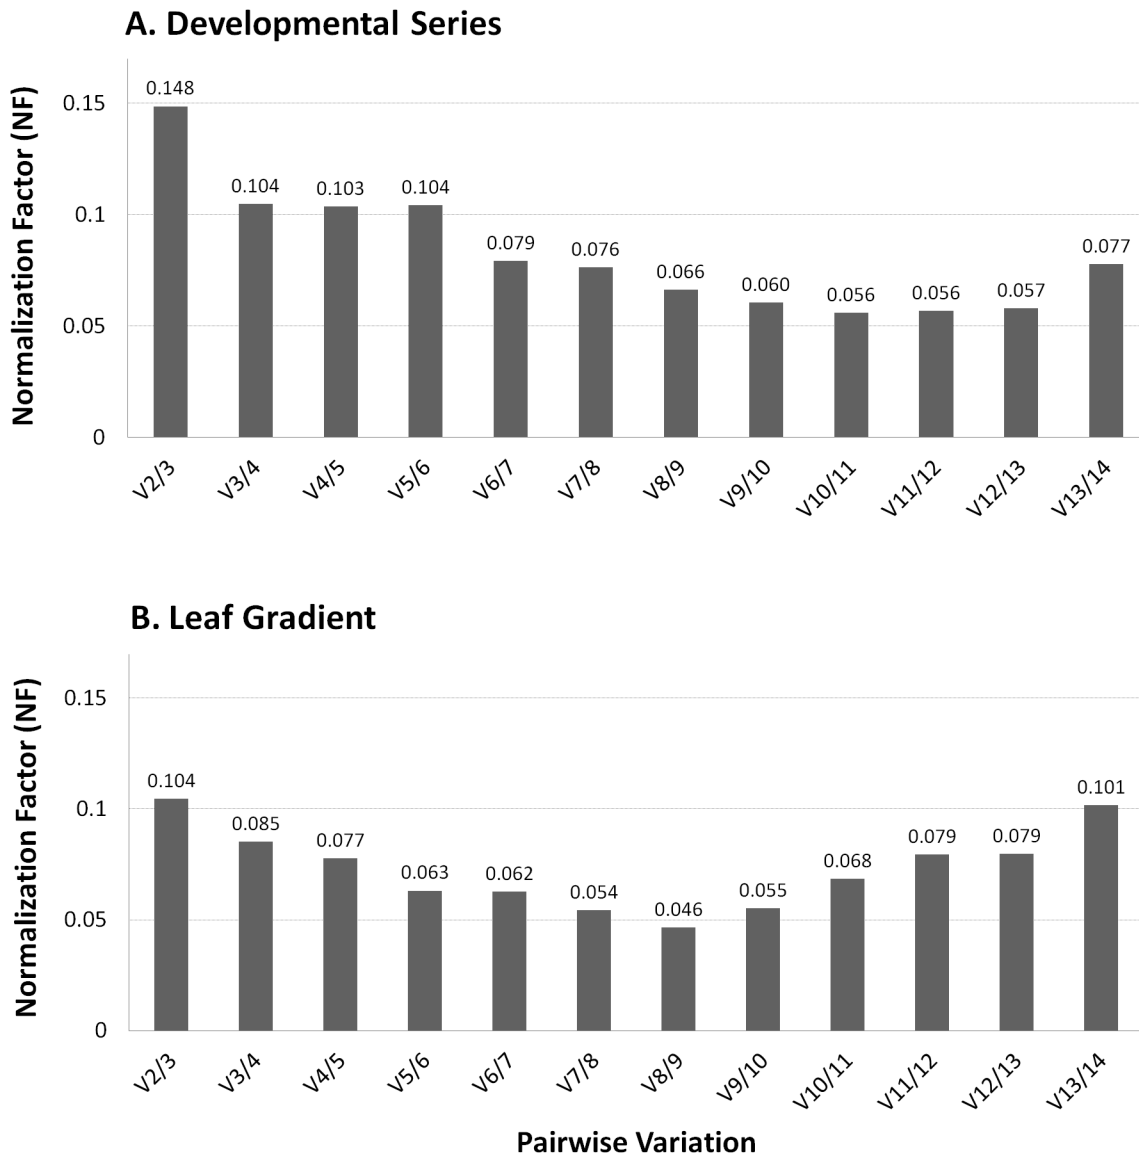 A. Developmental Series
Normalization Factor (NF)
0.15
0.1
0.05
0
0.148
0.104
0.103
0.104
0.079
0.076
0.066
0.060
0.056
0.056
0.057
0.077
V2/3
V3/4
V4/5
V5/6
V6/7
V7/8
V8/9
V9/10
V10/11
V11/12
V12/13
V13/14
B. Leaf Gradient
Normalization Factor (NF)
0.15
0.1
0.05
0
0.104
0.085
0.077
0.063
0.062
0.054
0.046
0.055
0.068
0.079
0.079
0.101
V2/3
V3/4
V4/5
V5/6
V6/7
V7/8
V8/9
V9/10
V10/11
V11/12
V12/13
V13/14
Pairwise Variation